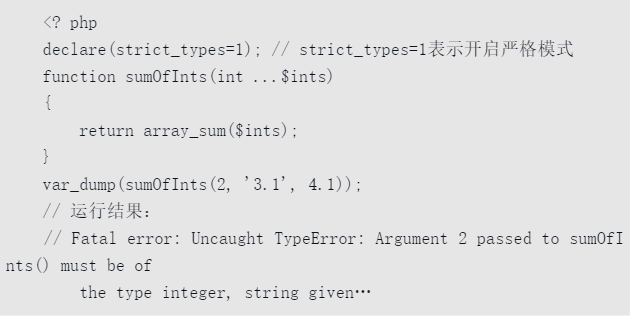 <? php
declare(strict_types=1); // strict_types=1表示开启严格模式
function sumOfInts(int ...$ints)
{
    return array_sum($ints);
}
var_dump(sumOfInts(2, '3.1', 4.1));
// 运行结果：
// Fatal error: Uncaught TypeError: Argument 2 passed to sumOfI
nts() must be of
    the type integer, string given…